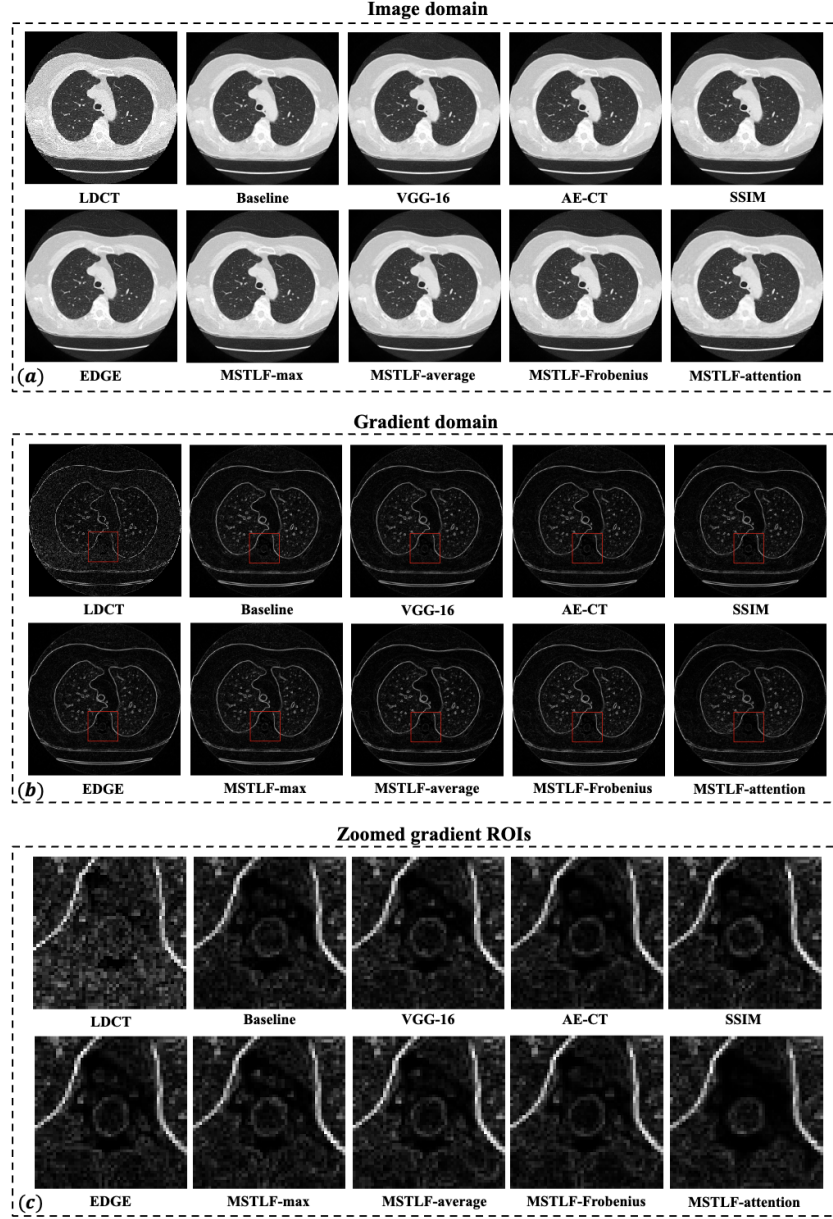 Image domain
LDCT Baseline VGG-16 AE-CT SSIM
EDGE MSTLF-max MSTLF-average MSTLF-Frobenius MSTLF-attention
(a)
Gradient domain
LDCT Baseline VGG-16 AE-CT SSIM
EDGE MSTLF-max MSTLF-average MSTLF-Frobenius MSTLF-attention
(b)
Zoomed gradient ROIs
LDCT Baseline VGG-16 AE-CT SSIM
EDGE MSTLF-max MSTLF-average MSTLF-Frobenius MSTLF-attention
(c)